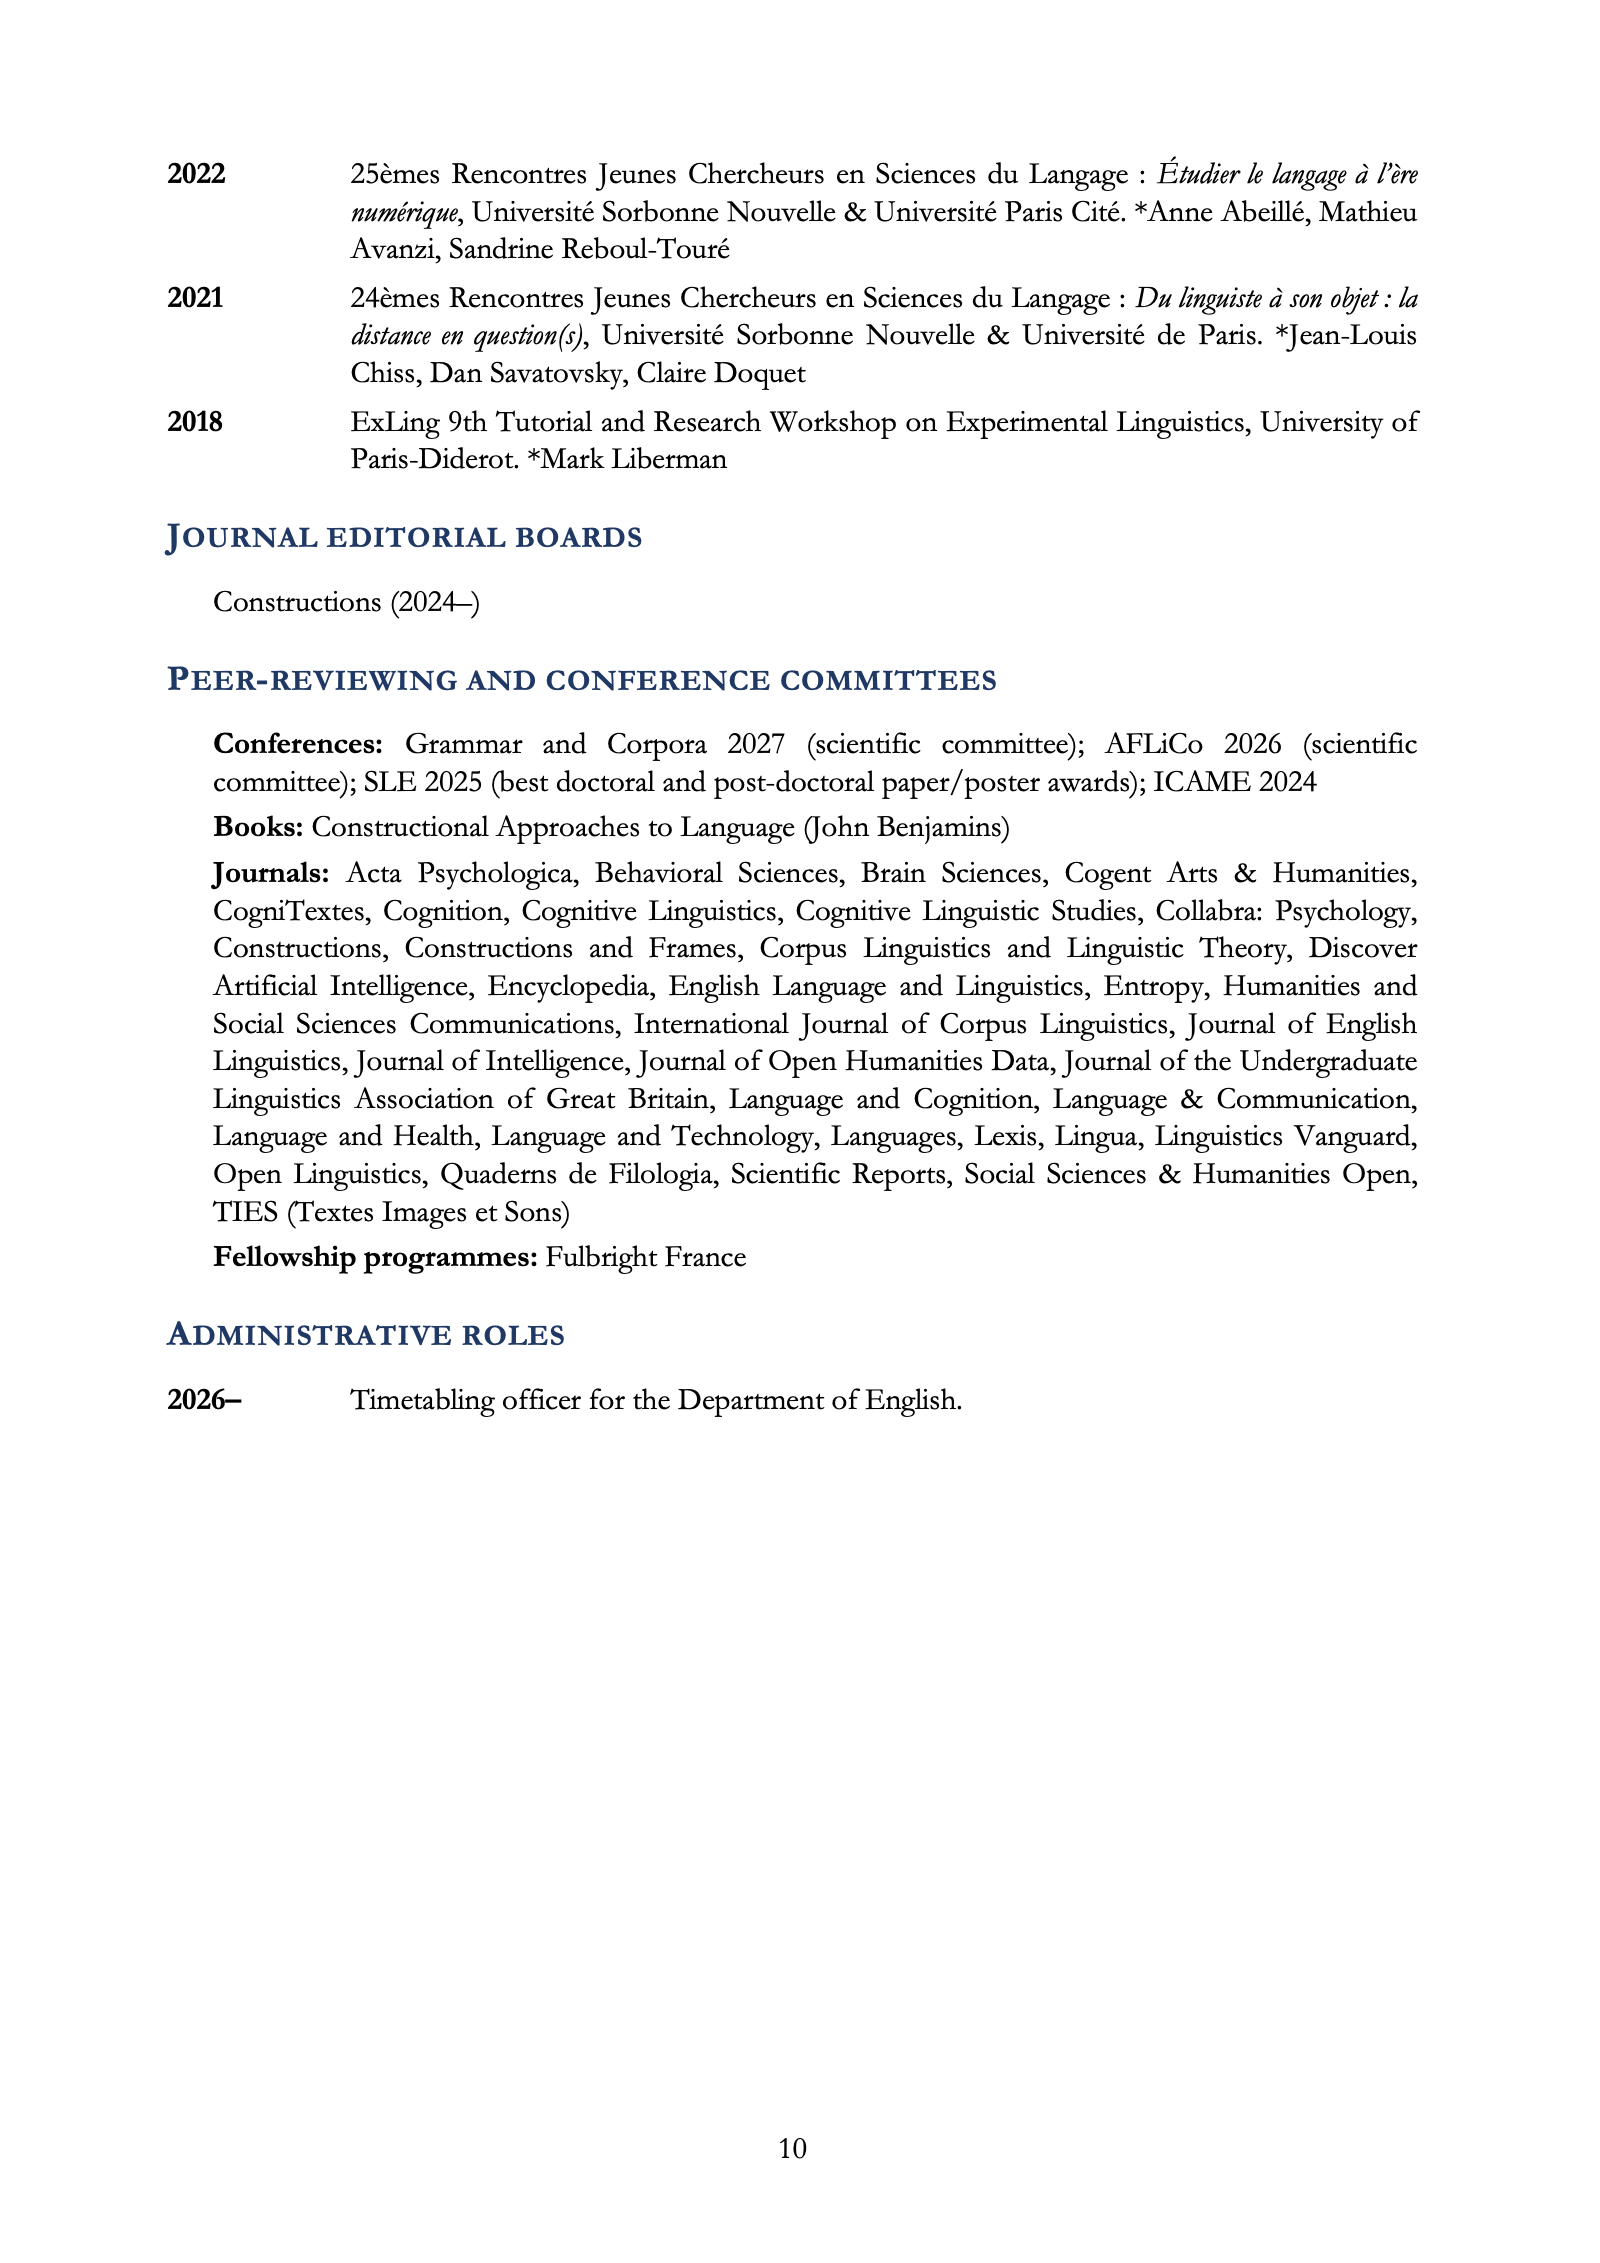 2022 25èmes Rencontres Jeunes Chercheurs en Sciences du Langage : Étudier le langage à l’ère
numérique, Université Sorbonne Nouvelle & Université Paris Cité. *Anne Abeillé, Mathieu
Avanzi, Sandrine Reboul-Touré
2021 24èmes Rencontres Jeunes Chercheurs en Sciences du Langage : Du linguiste à son objet : la
distance en question(s), Université Sorbonne Nouvelle & Université de Paris. *Jean-Louis
Chiss, Dan Savatovsky, Claire Doquet
2018 ExLing 9th Tutorial and Research Workshop on Experimental Linguistics, University of
Paris-Diderot. *Mark Liberman
JOURNAL EDITORIAL BOARDS
Constructions (2024–)
PEER-REVIEWING AND CONFERENCE COMMITTEES
Conferences: Grammar and Corpora 2027 (scientific committee); AFLiCo 2026 (scientific
committee); SLE 2025 (best doctoral and post-doctoral paper/poster awards); ICAME 2024
Books: Constructional Approaches to Language (John Benjamins)
Journals: Acta Psychologica, Behavioral Sciences, Brain Sciences, Cogent Arts & Humanities,
CogniTextes, Cognition, Cognitive Linguistics, Cognitive Linguistic Studies, Collabra: Psychology,
Constructions, Constructions and Frames, Corpus Linguistics and Linguistic Theory, Discover
Artificial Intelligence, Encyclopedia, English Language and Linguistics, Entropy, Humanities and
Social Sciences Communications, International Journal of Corpus Linguistics, Journal of English
Linguistics, Journal of Intelligence, Journal of Open Humanities Data, Journal of the Undergraduate
Linguistics Association of Great Britain, Language and Cognition, Language & Communication,
Language and Health, Language and Technology, Languages, Lexis, Lingua, Linguistics Vanguard,
Open Linguistics, Quaderns de Filologia, Scientific Reports, Social Sciences & Humanities Open,
TIES (Textes Images et Sons)
Fellowship programmes: Fulbright France
ADMINISTRATIVE ROLES
2026– Timetabling officer for the Department of English.
10